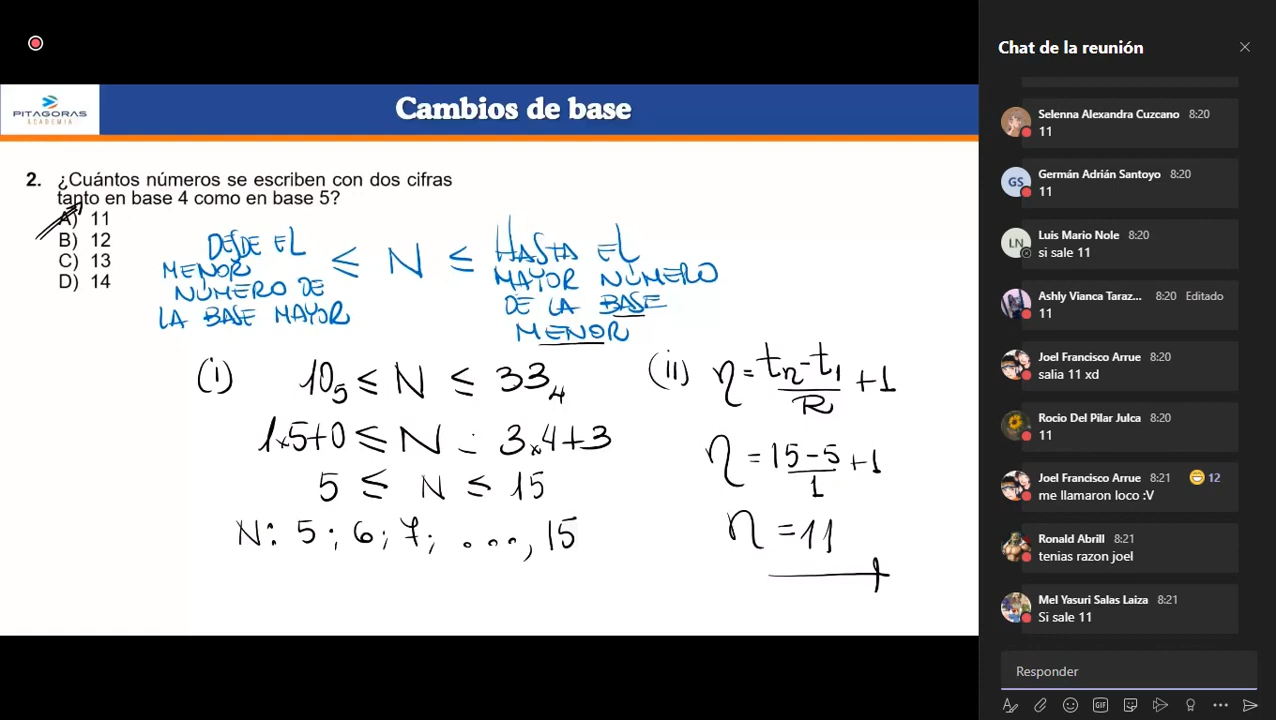 PITAGORAS
ACADEMIA
Cambios de base
2. ¿Cuántos números se escriben con dos cifras
tanto en base 4 como en base 5?
A) 11
B) 12
C) 13
D) 14
DESDE EL
MENOR
NÚMERO DE
LA BASE MAYOR
≤ N ≤
HASTA EL
MAYOR NÚMERO
DE LA BASE
MENOR
(i) 10₅ ≤ N ≤ 33₄
1x5+0 ≤ N = 3x4+3
5 ≤ N ≤ 15
N: 5; 6; 7; ...., 15
(ii) η = (tη - t₁)/R + 1
η = (15 - 5)/1 + 1
η = 11
Chat de la reunión
Selenna Alexandra Cuzcano 8:20
11
GS Germán Adrián Santoyo 8:20
11
LN Luis Mario Nole 8:20
si sale 11
Ashly Vianca Taraz... 8:20 Editado
11
Joel Francisco Arrue 8:20
salia 11 xd
Rocio Del Pilar Julca 8:20
11
Joel Francisco Arrue 8:21 12
me llamaron loco :V
Ronald Abrill 8:21
tenias razon joel
Mel Yasuri Salas Laiza 8:21
Si sale 11
Responder
GIF